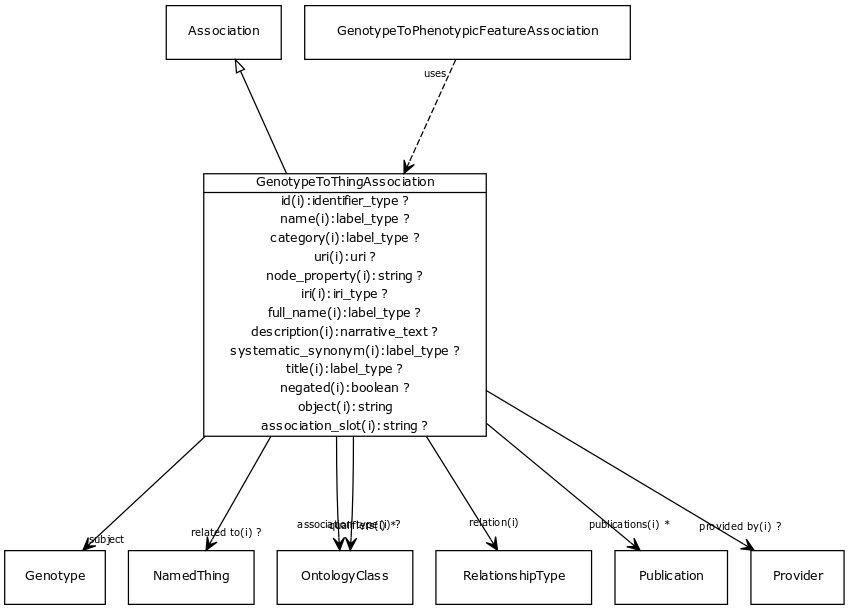 Association
GenotypeToPhenotypicFeatureAssociation
uses
GenotypeToThingAssociation
id(i):identifier_type ?
name(i):label_type ?
category(i):label_type ?
uri(i):uri ?
node_property(i):string ?
iri(i):iri_type ?
full_name(i):label_type ?
description(i):narrative_text ?
systematic_synonym(i):label_type ?
title(i):label_type ?
negated(i):boolean ?
object(i):string
association_slot(i):string ?
subject
related to(i) ?
association type(i) ?
qualifiers(i) *
relation(i)
publications(i) *
provided by(i) ?
Genotype
NamedThing
OntologyClass
RelationshipType
Publication
Provider